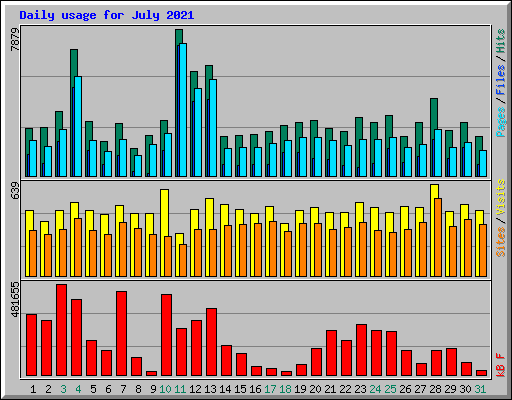 Daily usage for July 2021
7879
Pages / Files / Hits
639
Sites / Visits
481655
kB F
1 2 3 4 5 6 7 8 9 10 11 12 13 14 15 16 17 18 19 20 21 22 23 24 25 26 27 28 29 30 31